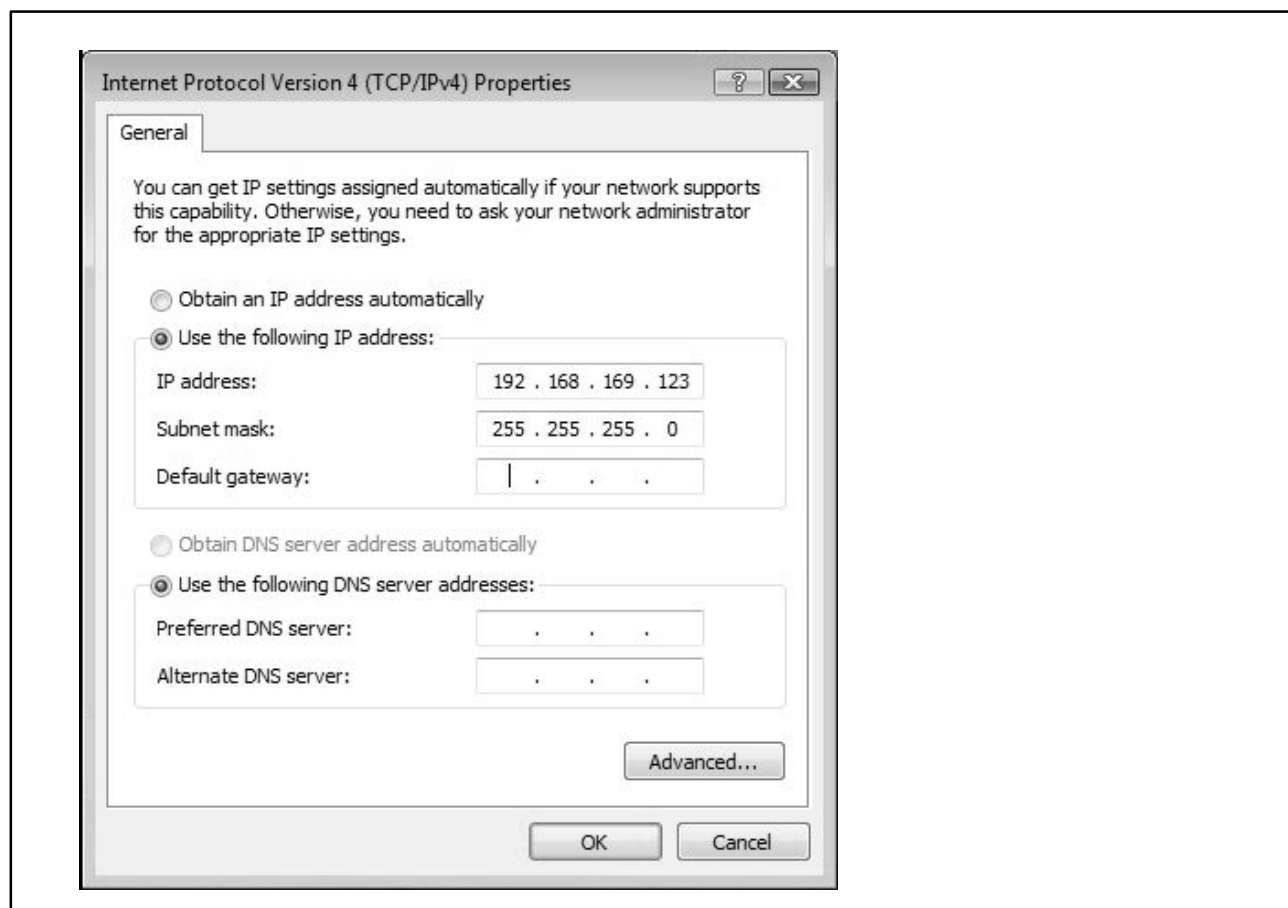 Internet Protocol Version 4 (TCP/IPv4) Properties
General
You can get IP settings assigned automatically if your network supports
this capability. Otherwise, you need to ask your network administrator
for the appropriate IP settings.
Obtain an IP address automatically
Use the following IP address:
IP address: 192 . 168 . 169 . 123
Subnet mask: 255 . 255 . 255 . 0
Default gateway: . . .
Obtain DNS server address automatically
Use the following DNS server addresses:
Preferred DNS server: . . .
Alternate DNS server: . . .
Advanced...
OK Cancel